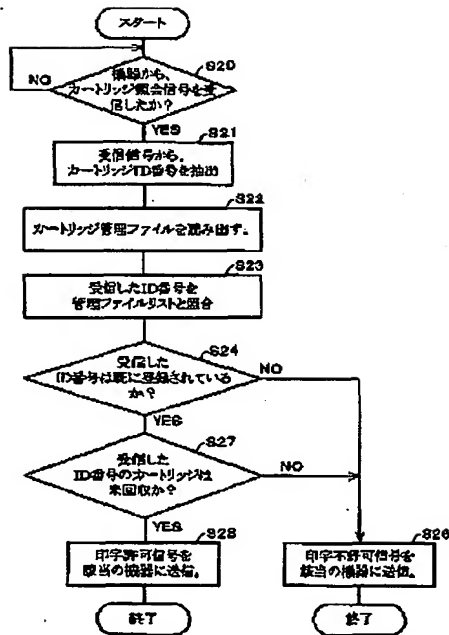 スタート
S20
機器から、
カートリッジ照会信号を受
信したか？
NO
YES
S21
受信信号から、
カートリッジID番号を抽出
S22
カートリッジ管理ファイルを読み出す。
S23
受信したID番号を
管理ファイルリストと照合
S24
受信した
ID番号は既に登録されている
か？
NO
YES
S27
受信した
ID番号のカートリッジは
未回収か？
NO
YES
S28
印字許可信号を
該当の機器に送信。
S26
印字不許可信号を
該当の機器に送信。
終了
終了